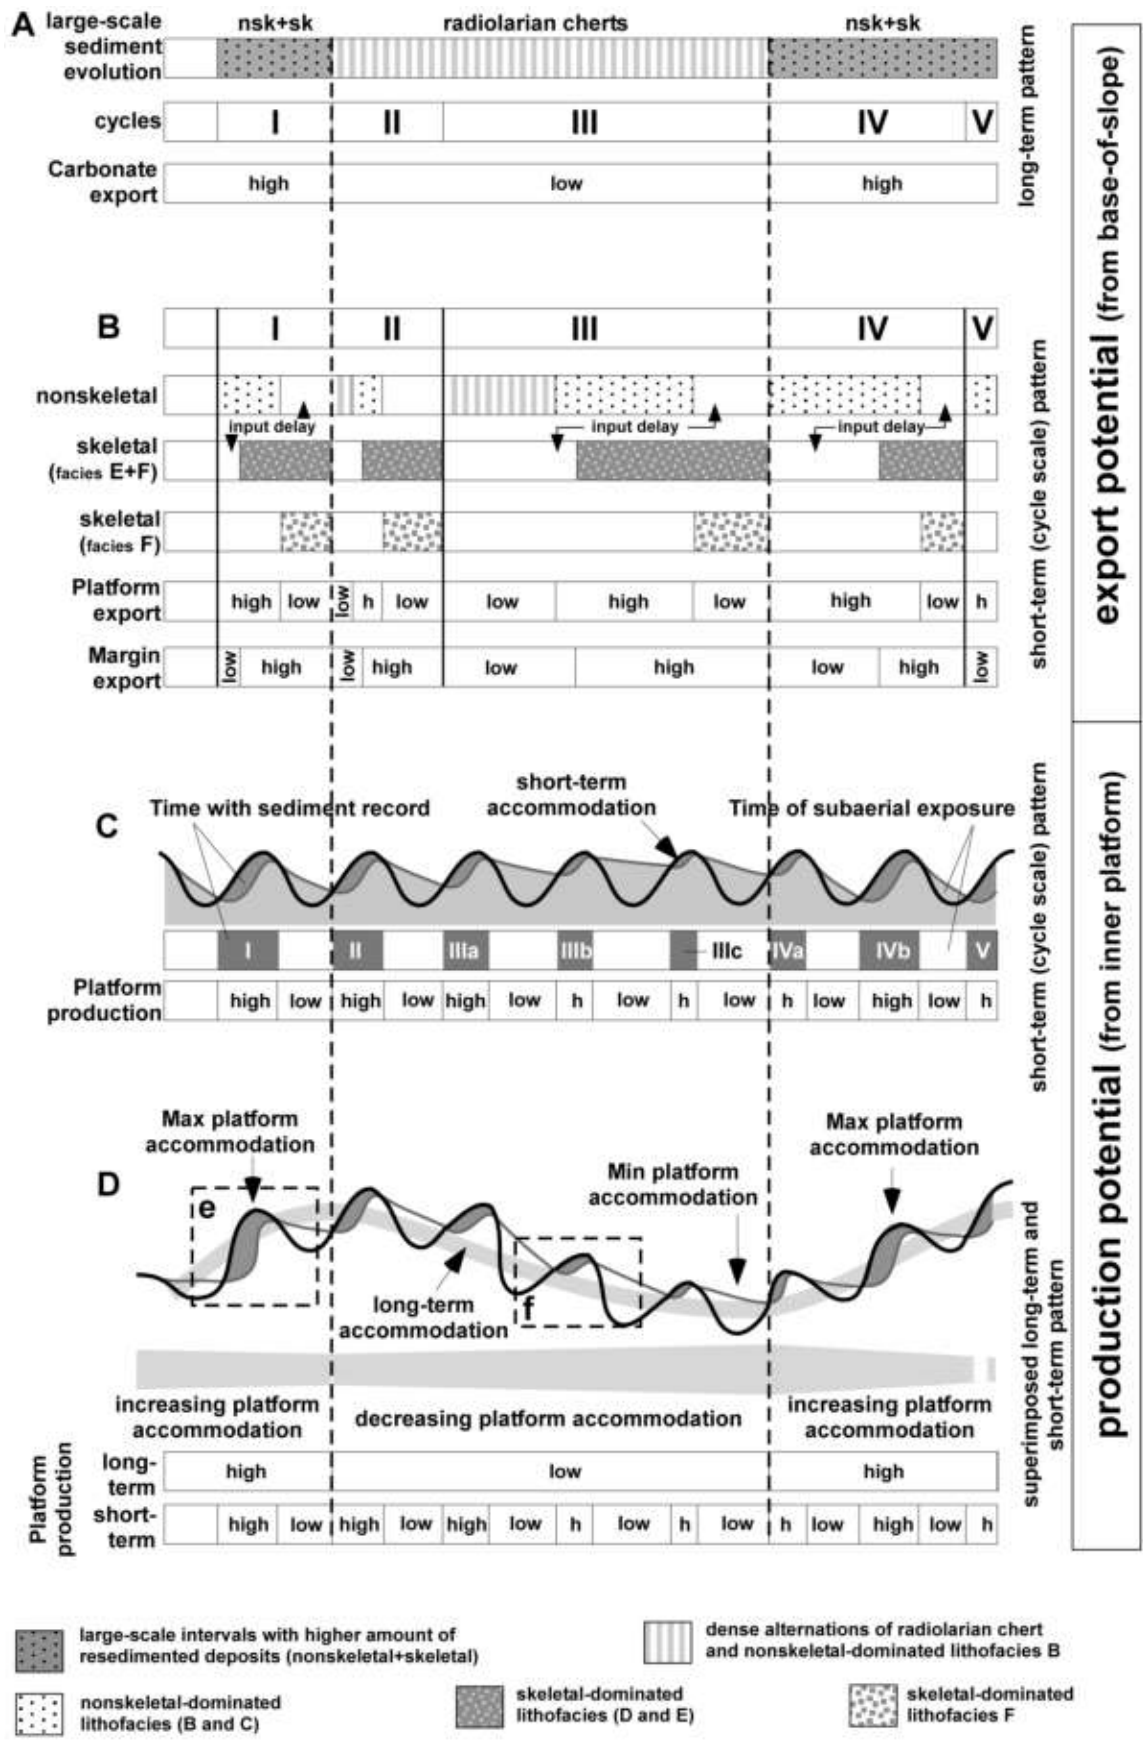 A
large-scale
sediment
evolution
nsk+sk
radiolarian cherts
nsk+sk
cycles
I
II
III
IV
V
Carbonate
export
high
low
high
long-term pattern
B
I
II
III
IV
V
nonskeletal
input delay
input delay
input delay
skeletal
(facies E+F)
skeletal
(facies F)
Platform
export
high
low
low
h
low
low
high
low
high
low
h
Margin
export
low
high
low
high
low
high
low
high
low
short-term (cycle scale) pattern
export potential (from base-of-slope)
C
Time with sediment record
short-term
accommodation
Time of subaerial exposure
I
II
IIIa
IIIb
IIIc
IVa
IVb
V
Platform
production
high
low
high
low
high
low
h
low
h
low
h
low
high
low
h
short-term (cycle scale) pattern
D
Max platform
accommodation
Max platform
accommodation
Min platform
accommodation
e
f
long-term
accommodation
increasing platform
accommodation
decreasing platform accommodation
increasing platform
accommodation
Platform
production
long-
term
high
low
high
short-
term
high
low
high
low
high
low
h
low
h
low
h
low
high
low
h
superimposed long-term and
short-term pattern
production potential (from inner platform)
large-scale intervals with higher amount of
resedimented deposits (nonskeletal+skeletal)
dense alternations of radiolarian chert
and nonskeletal-dominated lithofacies B
nonskeletal-dominated
lithofacies (B and C)
skeletal-dominated
lithofacies (D and E)
skeletal-dominated
lithofacies F